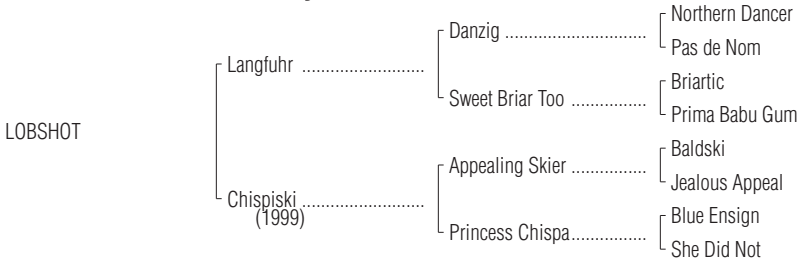 Northern Dancer
Danzig ..............................
Pas de Nom
Langfuhr ..........................
Briartic
Sweet Briar Too ................
Prima Babu Gum
LOBSHOT
Baldski
Appealing Skier ................
Jealous Appeal
Chispiski ..........................
(1999)
Blue Ensign
Princess Chispa................
She Did Not